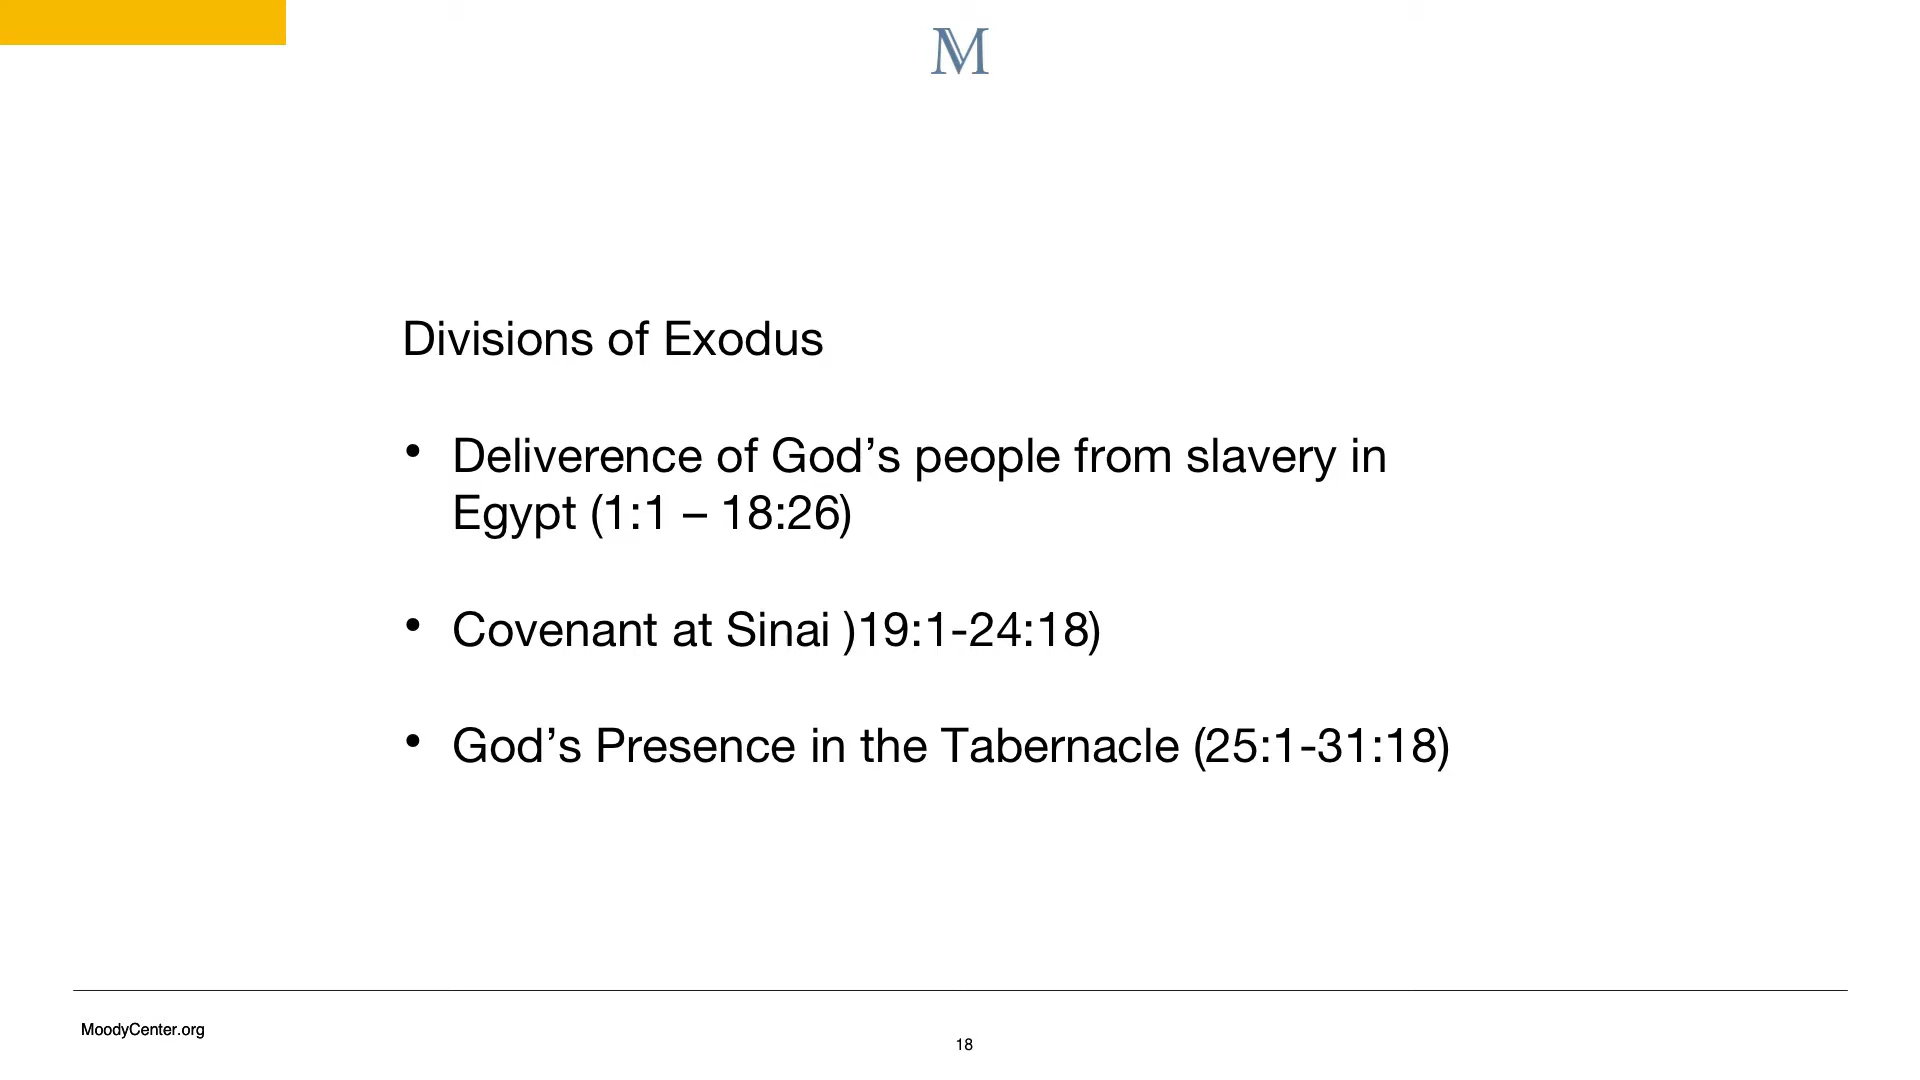 M
Divisions of Exodus
• Deliverence of God’s people from slavery in
Egypt (1:1 – 18:26)
• Covenant at Sinai )19:1-24:18)
• God’s Presence in the Tabernacle (25:1-31:18)
MoodyCenter.org
18